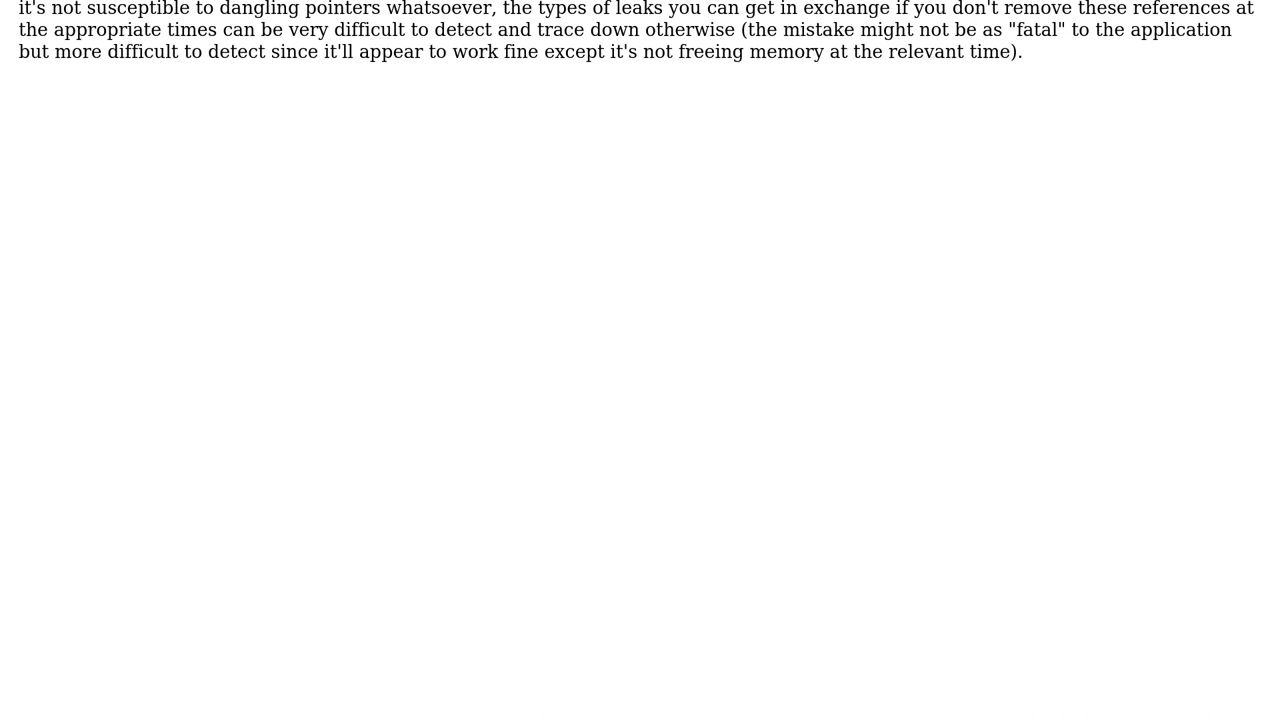 it's not susceptible to dangling pointers whatsoever, the types of leaks you can get in exchange if you don't remove these references at
the appropriate times can be very difficult to detect and trace down otherwise (the mistake might not be as "fatal" to the application
but more difficult to detect since it'll appear to work fine except it's not freeing memory at the relevant time).